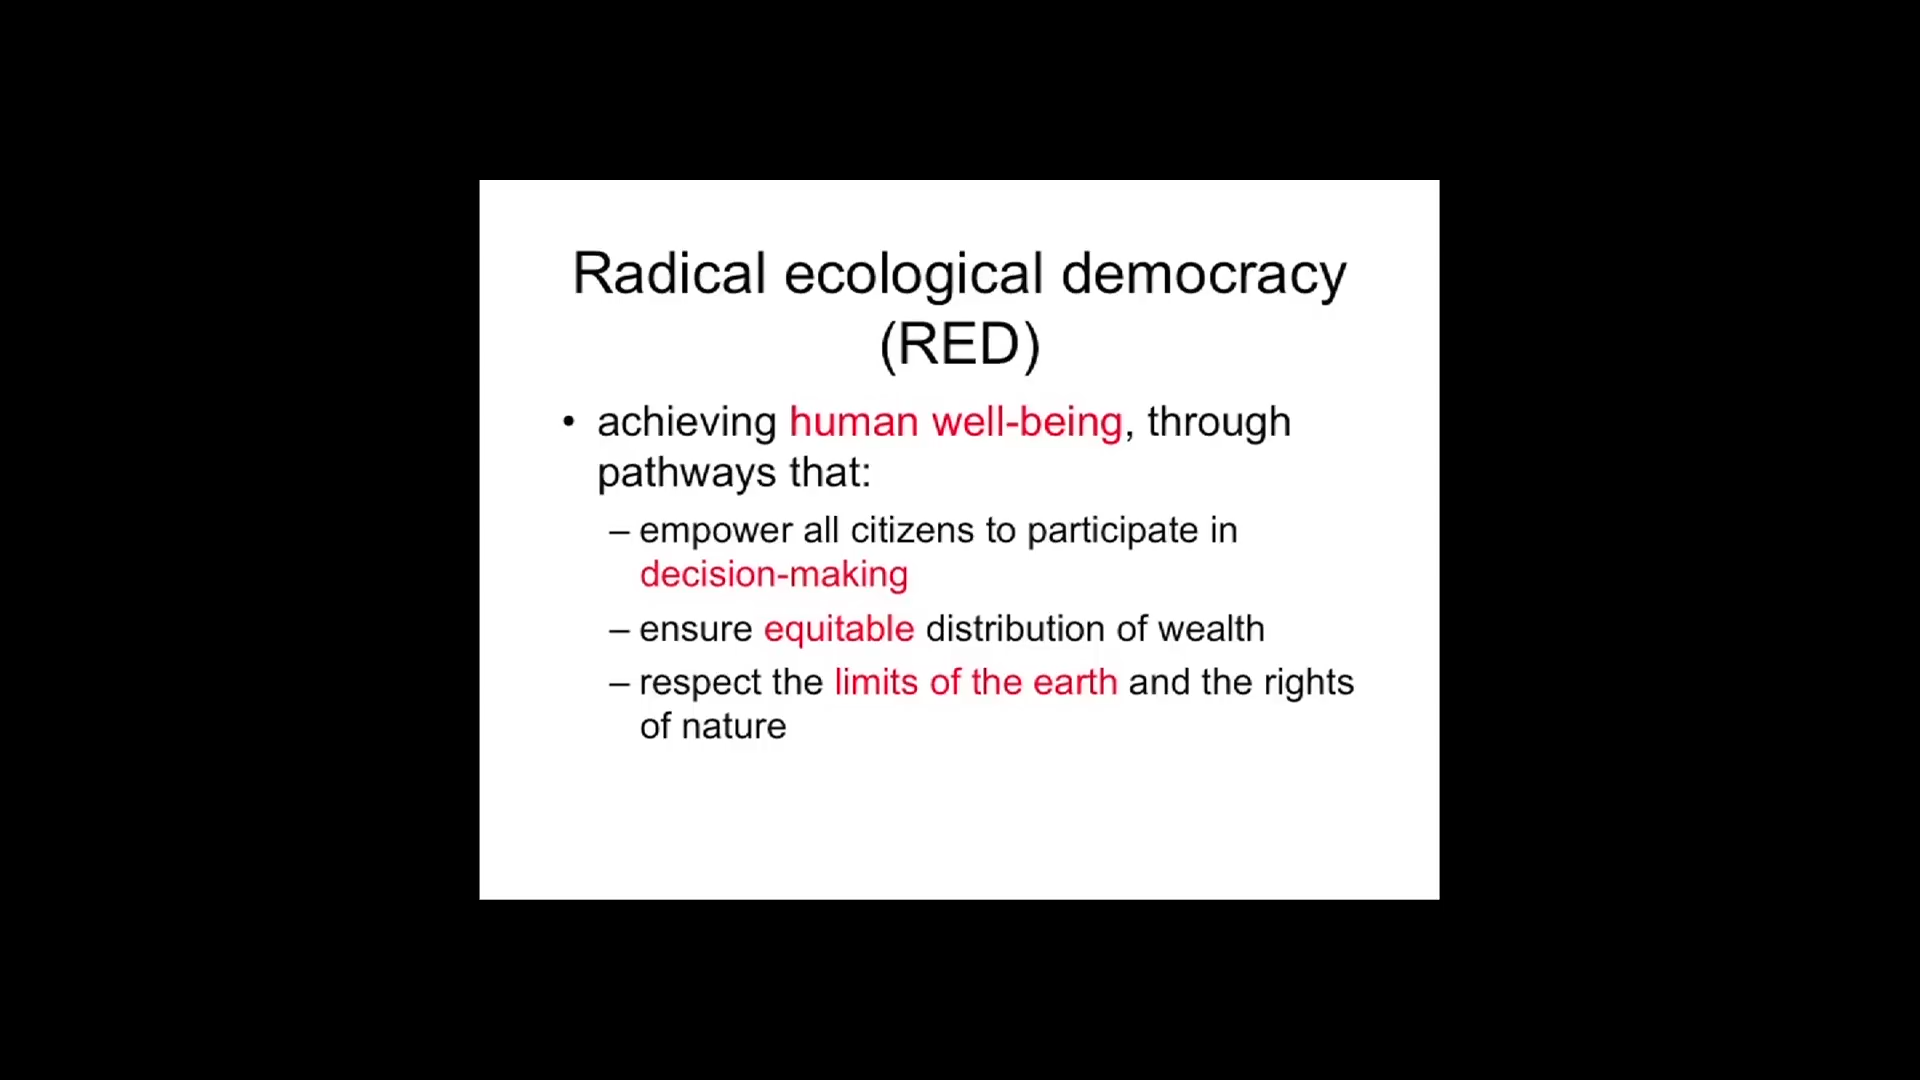 Radical ecological democracy
(RED)
• achieving human well-being, through
pathways that:
– empower all citizens to participate in
decision-making
– ensure equitable distribution of wealth
– respect the limits of the earth and the rights
of nature